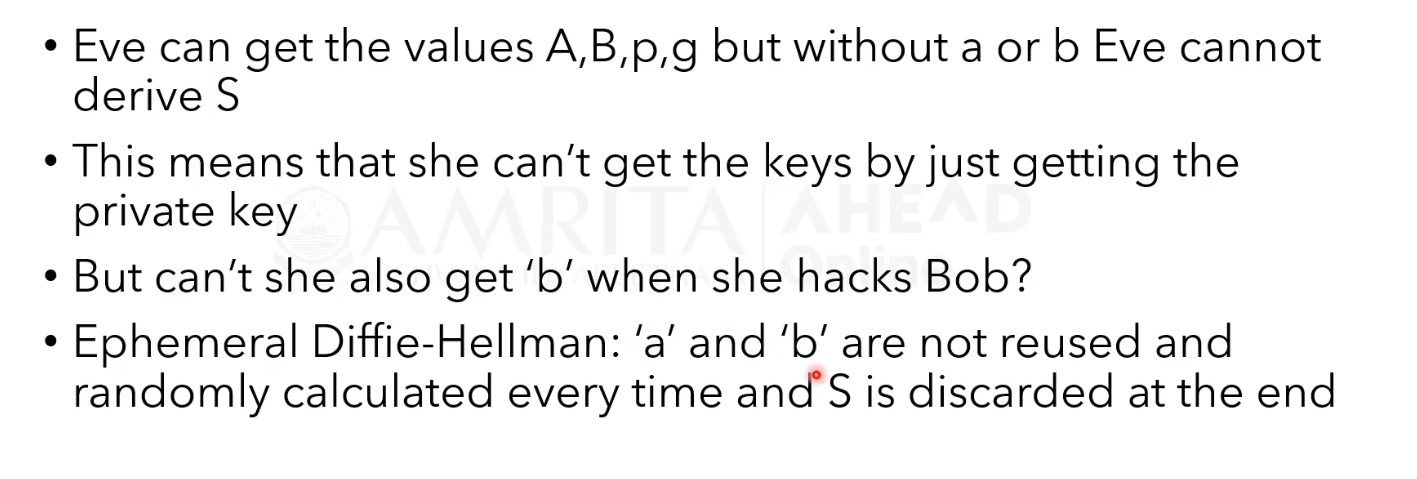 • Eve can get the values A,B,p,g but without a or b Eve cannot
derive S
• This means that she can't get the keys by just getting the
private key
AMRITA AHEAD
Online
• But can't she also get 'b' when she hacks Bob?
• Ephemeral Diffie-Hellman: 'a' and 'b' are not reused and
randomly calculated every time and S is discarded at the end